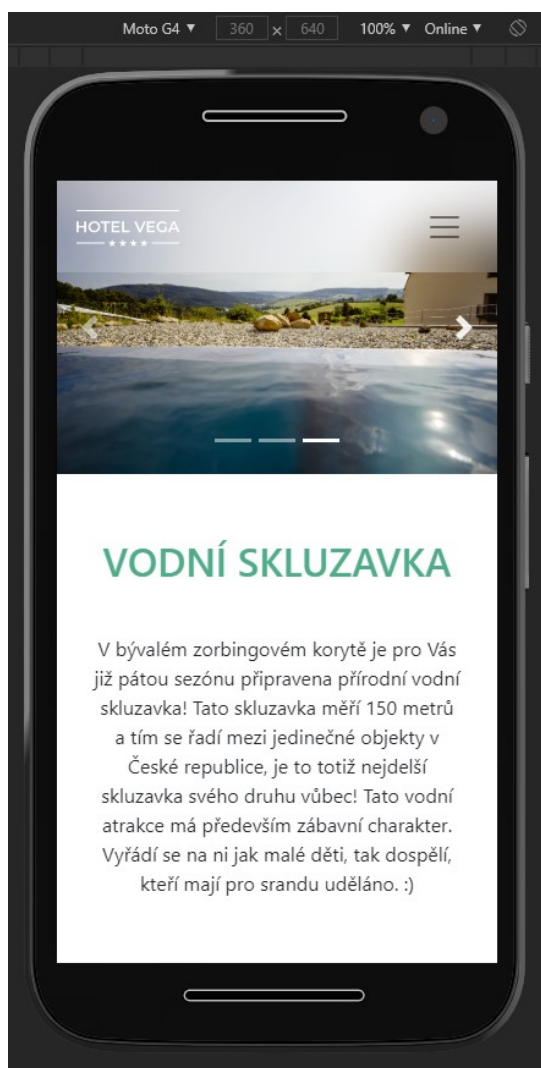 Moto G4 ▼ 360 x 640 100% ▼ Online ▼
HOTEL VEGA
★★★★
VODNÍ SKLUZAVKA
V bývalém zorbingovém korytě je pro Vás
již pátou sezónu připravena přírodní vodní
skluzavka! Tato skluzavka měří 150 metrů
a tím se řadí mezi jedinečné objekty v
České republice, je to totiž nejdelší
skluzavka svého druhu vůbec! Tato vodní
atrakce má především zábavní charakter.
Vyřádí se na ni jak malé děti, tak dospělí,
kteří mají pro srandu uděláno. :)